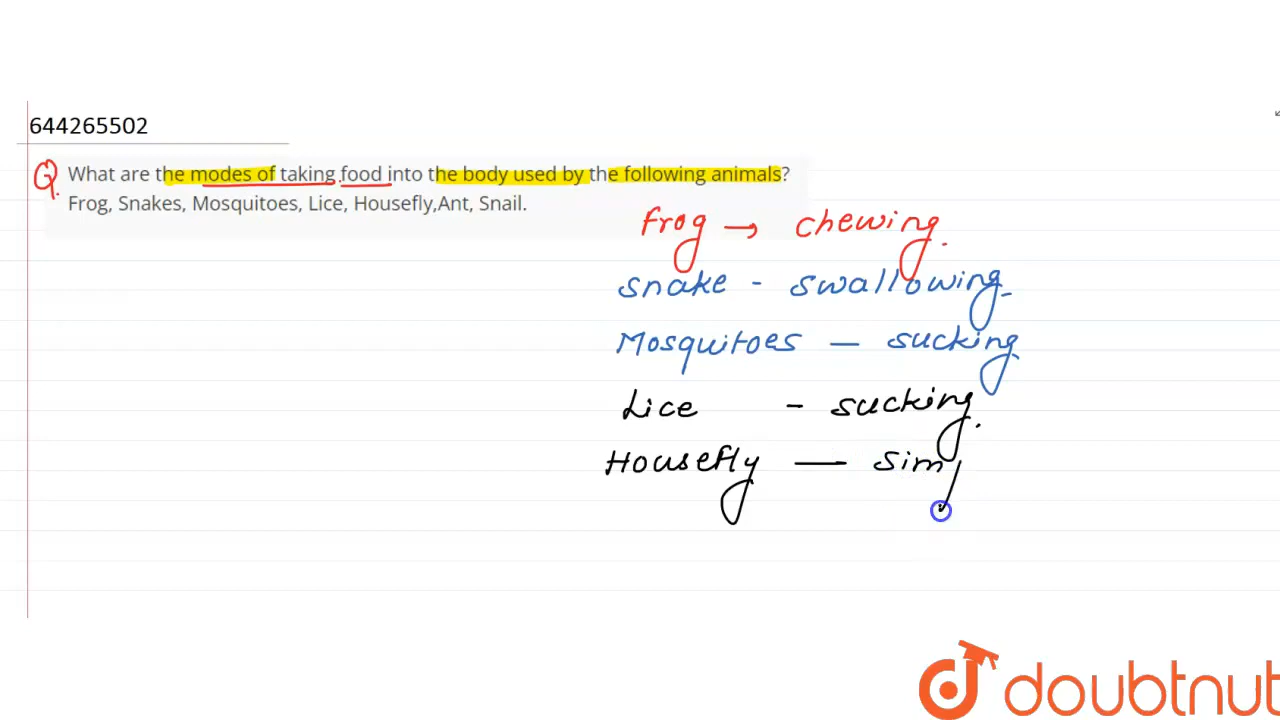 644265502
Q. What are the modes of taking food into the body used by the following animals?
Frog, Snakes, Mosquitoes, Lice, Housefly,Ant, Snail.
Frog → chewing.
Snake - swallowing.
Mosquitoes — sucking
Lice - sucking.
Housefly — sim
doubtnut